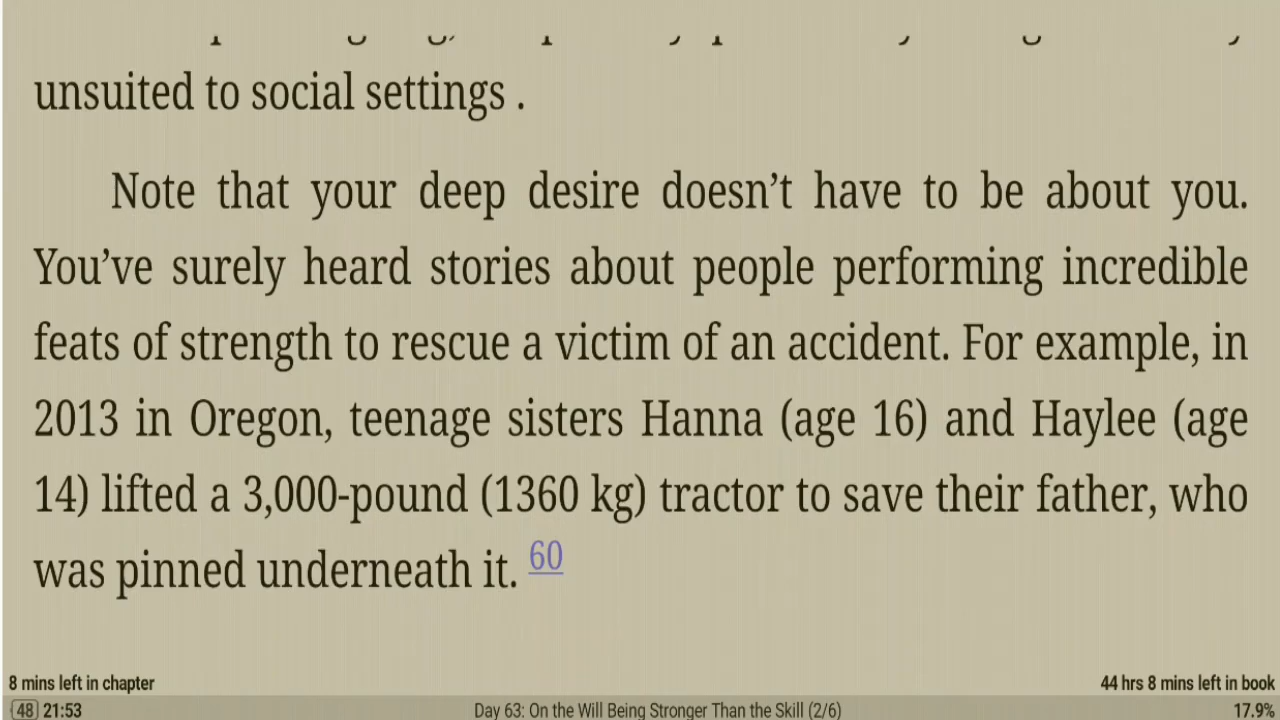 unsuited to social settings .
Note that your deep desire doesn’t have to be about you.
You’ve surely heard stories about people performing incredible
feats of strength to rescue a victim of an accident. For example, in
2013 in Oregon, teenage sisters Hanna (age 16) and Haylee (age
14) lifted a 3,000-pound (1360 kg) tractor to save their father, who
was pinned underneath it. 60
8 mins left in chapter
44 hrs 8 mins left in book
48 21:53
Day 63: On the Will Being Stronger Than the Skill (2/6)
17.9%